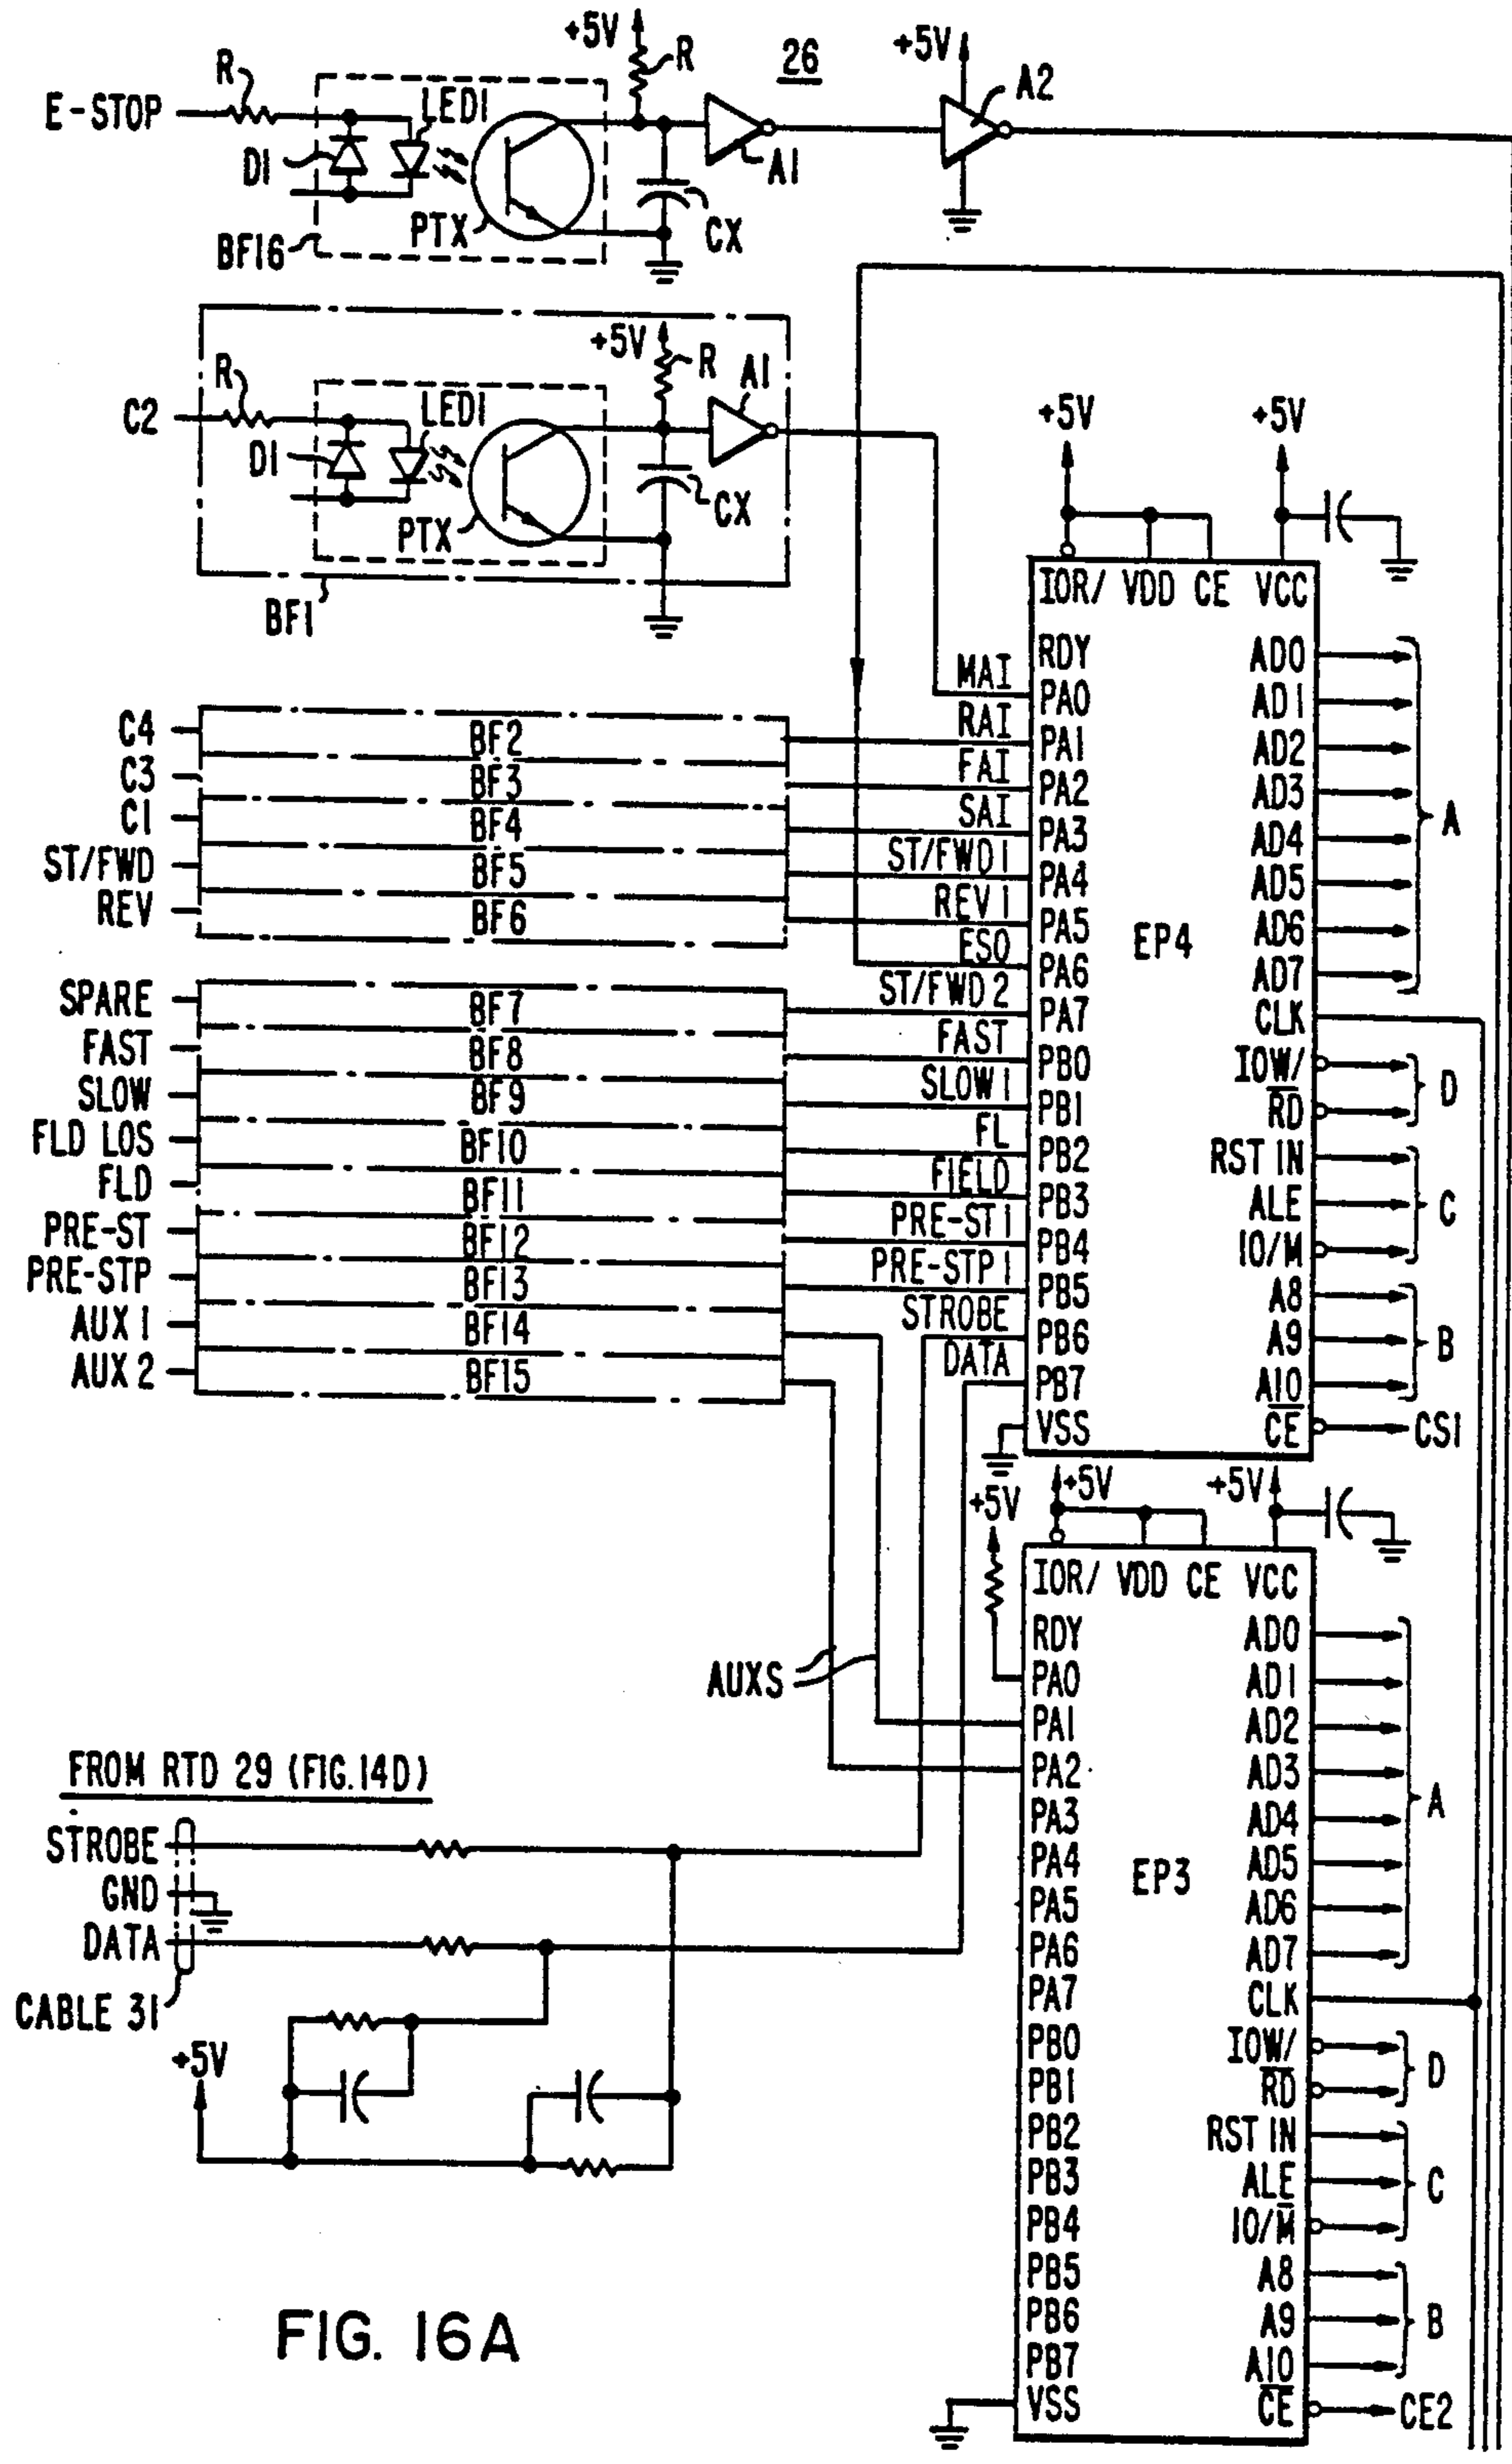 +5V
R
26
+5V
A2
R
E-STOP
LED1
D1
A1
PTX
CX
BF16
+5V
R
A1
R
C2
LED1
D1
CX
PTX
BF1
+5V
+5V
IOR/ VDD CE VCC
RDY
AD0
MAI
PA0
AD1
RAI
C4
BF2
PA1
AD2
FAI
C3
BF3
PA2
AD3
A
SAI
C1
BF4
PA3
AD4
ST/FWD1
ST/FWD
BF5
PA4
AD5
REV1
REV
BF6
PA5
EP4
AD6
ESO
PA6
AD7
ST/FWD2
SPARE
BF7
PA7
CLK
FAST
FAST
BF8
PB0
IOW/
D
SLOW1
SLOW
BF9
PB1
RD
FL
FLD LOS
BF10
PB2
RST IN
FIELD
FLD
BF11
PB3
ALE
C
PRE-ST1
PRE-ST
BF12
PB4
IO/M
PRE-STP1
PRE-STP
BF13
PB5
A8
STROBE
AUX 1
BF14
PB6
A9
B
DATA
AUX 2
BF15
PB7
A10
VSS
CE
CS1
+5V
+5V
+5V
IOR/ VDD CE VCC
RDY
AD0
AUXS
PA0
AD1
PA1
AD2
FROM RTD 29 (FIG.14D)
PA2
AD3
A
PA3
AD4
STROBE
PA4
EP3
AD5
GND
PA5
AD6
DATA
PA6
AD7
CABLE 31
PA7
CLK
+5V
PB0
IOW/
D
PB1
RD
PB2
RST IN
PB3
ALE
C
PB4
IO/M̅
PB5
A8
PB6
A9
B
PB7
A10
VSS
CE
CE2
FIG. 16A